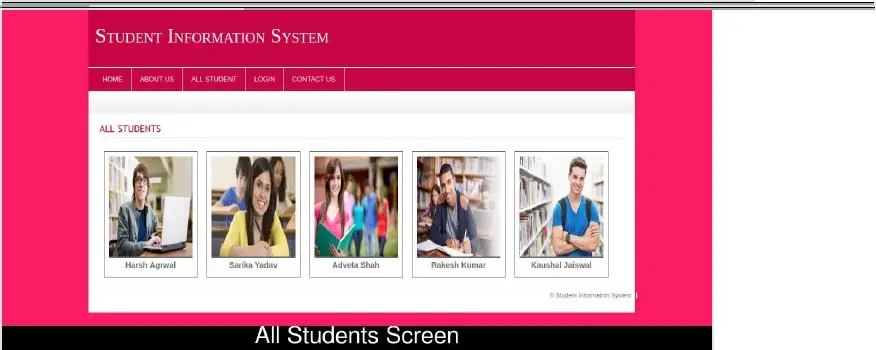 Student Information System
HOME
ABOUT US
ALL STUDENT
LOGIN
CONTACT US
ALL STUDENTS
Harsh Agrwal
Sarika Yadav
Adveta Shah
Rakesh Kumar
Kaushal Jaiswal
© Student Information System
All Students Screen